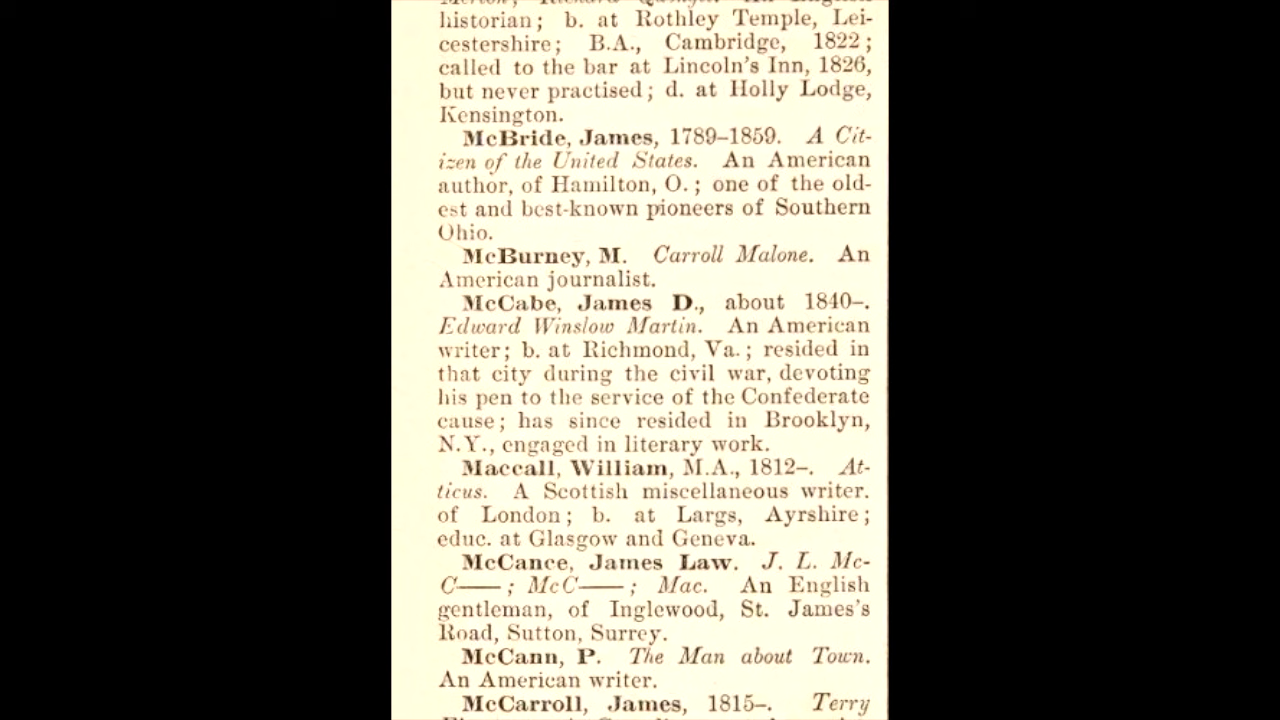 historian; b. at Rothley Temple, Lei-
cestershire; B.A., Cambridge, 1822;
called to the bar at Lincoln's Inn, 1826,
but never practised; d. at Holly Lodge,
Kensington.
McBride, James, 1789–1859. A Cit-
izen of the United States. An American
author, of Hamilton, O.; one of the old-
est and best-known pioneers of Southern
Ohio.
McBurney, M. Carroll Malone. An
American journalist.
McCabe, James D., about 1840–.
Edward Winslow Martin. An American
writer; b. at Richmond, Va.; resided in
that city during the civil war, devoting
his pen to the service of the Confederate
cause; has since resided in Brooklyn,
N.Y., engaged in literary work.
Maccall, William, M.A., 1812–. At-
ticus. A Scottish miscellaneous writer.
of London; b. at Largs, Ayrshire;
educ. at Glasgow and Geneva.
McCance, James Law. J. L. Mc-
C——; McC——; Mac. An English
gentleman, of Inglewood, St. James's
Road, Sutton, Surrey.
McCann, P. The Man about Town.
An American writer.
McCarroll, James, 1815–. Terry